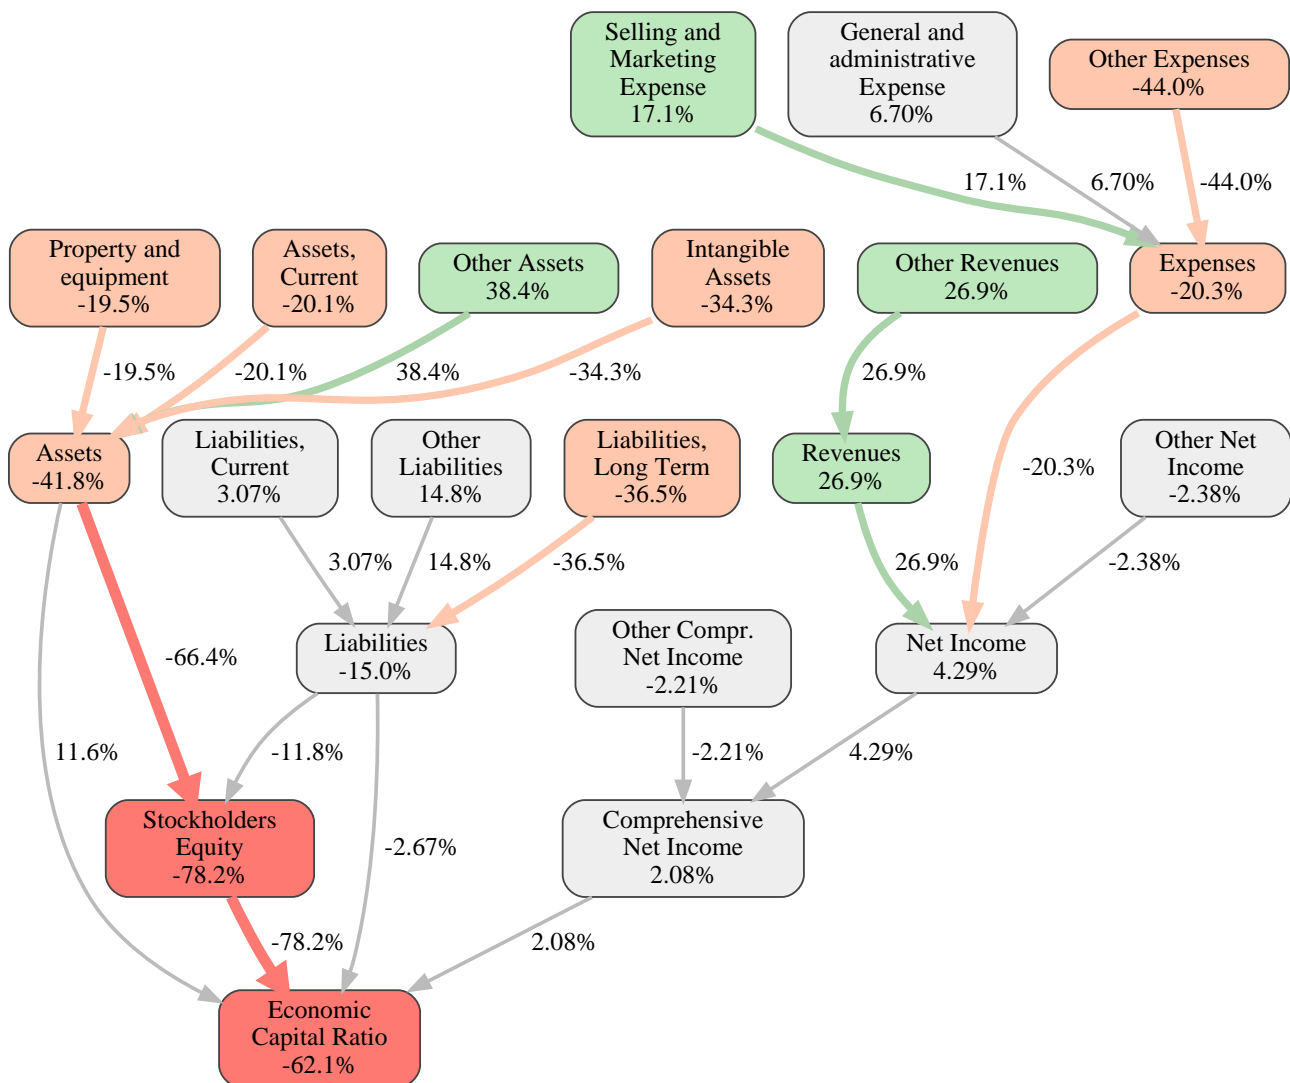 Selling and
Marketing
Expense
17.1%
General and
administrative
Expense
6.70%
Other Expenses
-44.0%
17.1%
6.70%
-44.0%
Property and
equipment
-19.5%
Assets,
Current
-20.1%
Other Assets
38.4%
Intangible
Assets
-34.3%
Other Revenues
26.9%
Expenses
-20.3%
-19.5%
-20.1%
38.4%
-34.3%
26.9%
Assets
-41.8%
Liabilities,
Current
3.07%
Other
Liabilities
14.8%
Liabilities,
Long Term
-36.5%
Revenues
26.9%
-20.3%
Other Net
Income
-2.38%
3.07%
14.8%
-36.5%
26.9%
-2.38%
-66.4%
Liabilities
-15.0%
Other Compr.
Net Income
-2.21%
Net Income
4.29%
11.6%
-11.8%
-2.21%
4.29%
Stockholders
Equity
-78.2%
-2.67%
Comprehensive
Net Income
2.08%
-78.2%
2.08%
Economic
Capital Ratio
-62.1%